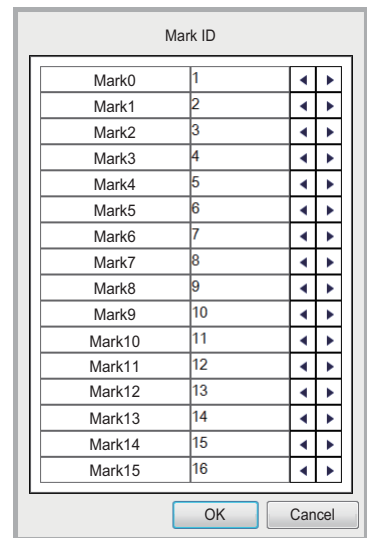 Mark ID
Mark0 1
Mark1 2
Mark2 3
Mark3 4
Mark4 5
Mark5 6
Mark6 7
Mark7 8
Mark8 9
Mark9 10
Mark10 11
Mark11 12
Mark12 13
Mark13 14
Mark14 15
Mark15 16
OK Cancel